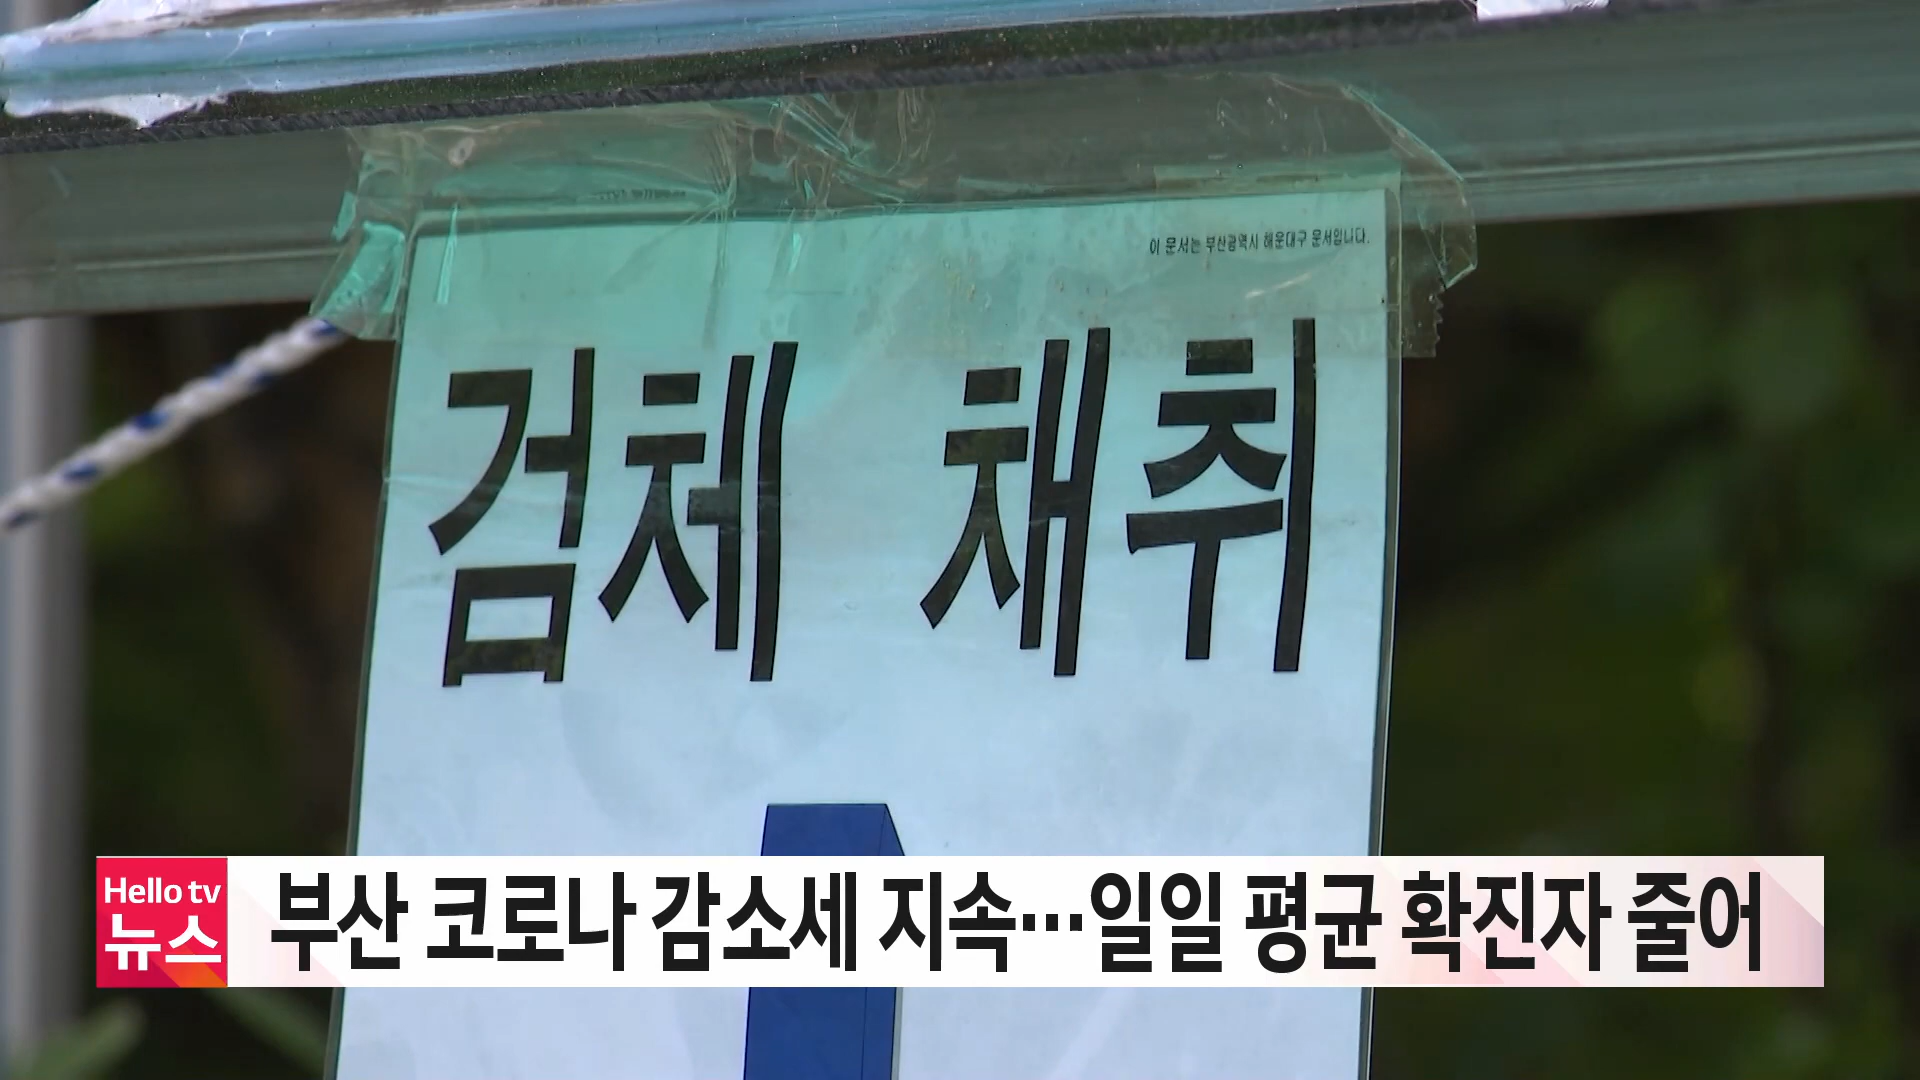 이 문서는 부산광역시 해운대구 문서입니다.
검체 채취
Hello tv
뉴스
부산 코로나 감소세 지속…일일 평균 확진자 줄어